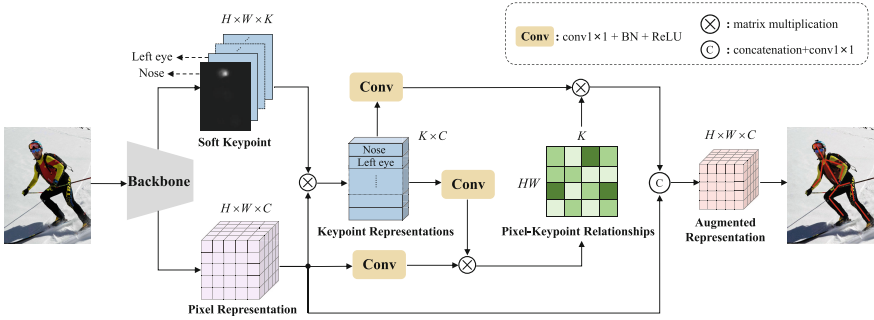 H×W×K
Left eye
Nose
Soft Keypoint
Backbone
H×W×C
Pixel Representation
Conv
K×C
Nose
Left eye
Keypoint Representations
Conv
Conv
K
HW
Pixel-Keypoint Relationships
Conv : conv1×1 + BN + ReLU
: matrix multiplication
C : concatenation+conv1×1
C
H×W×C
Augmented
Representation